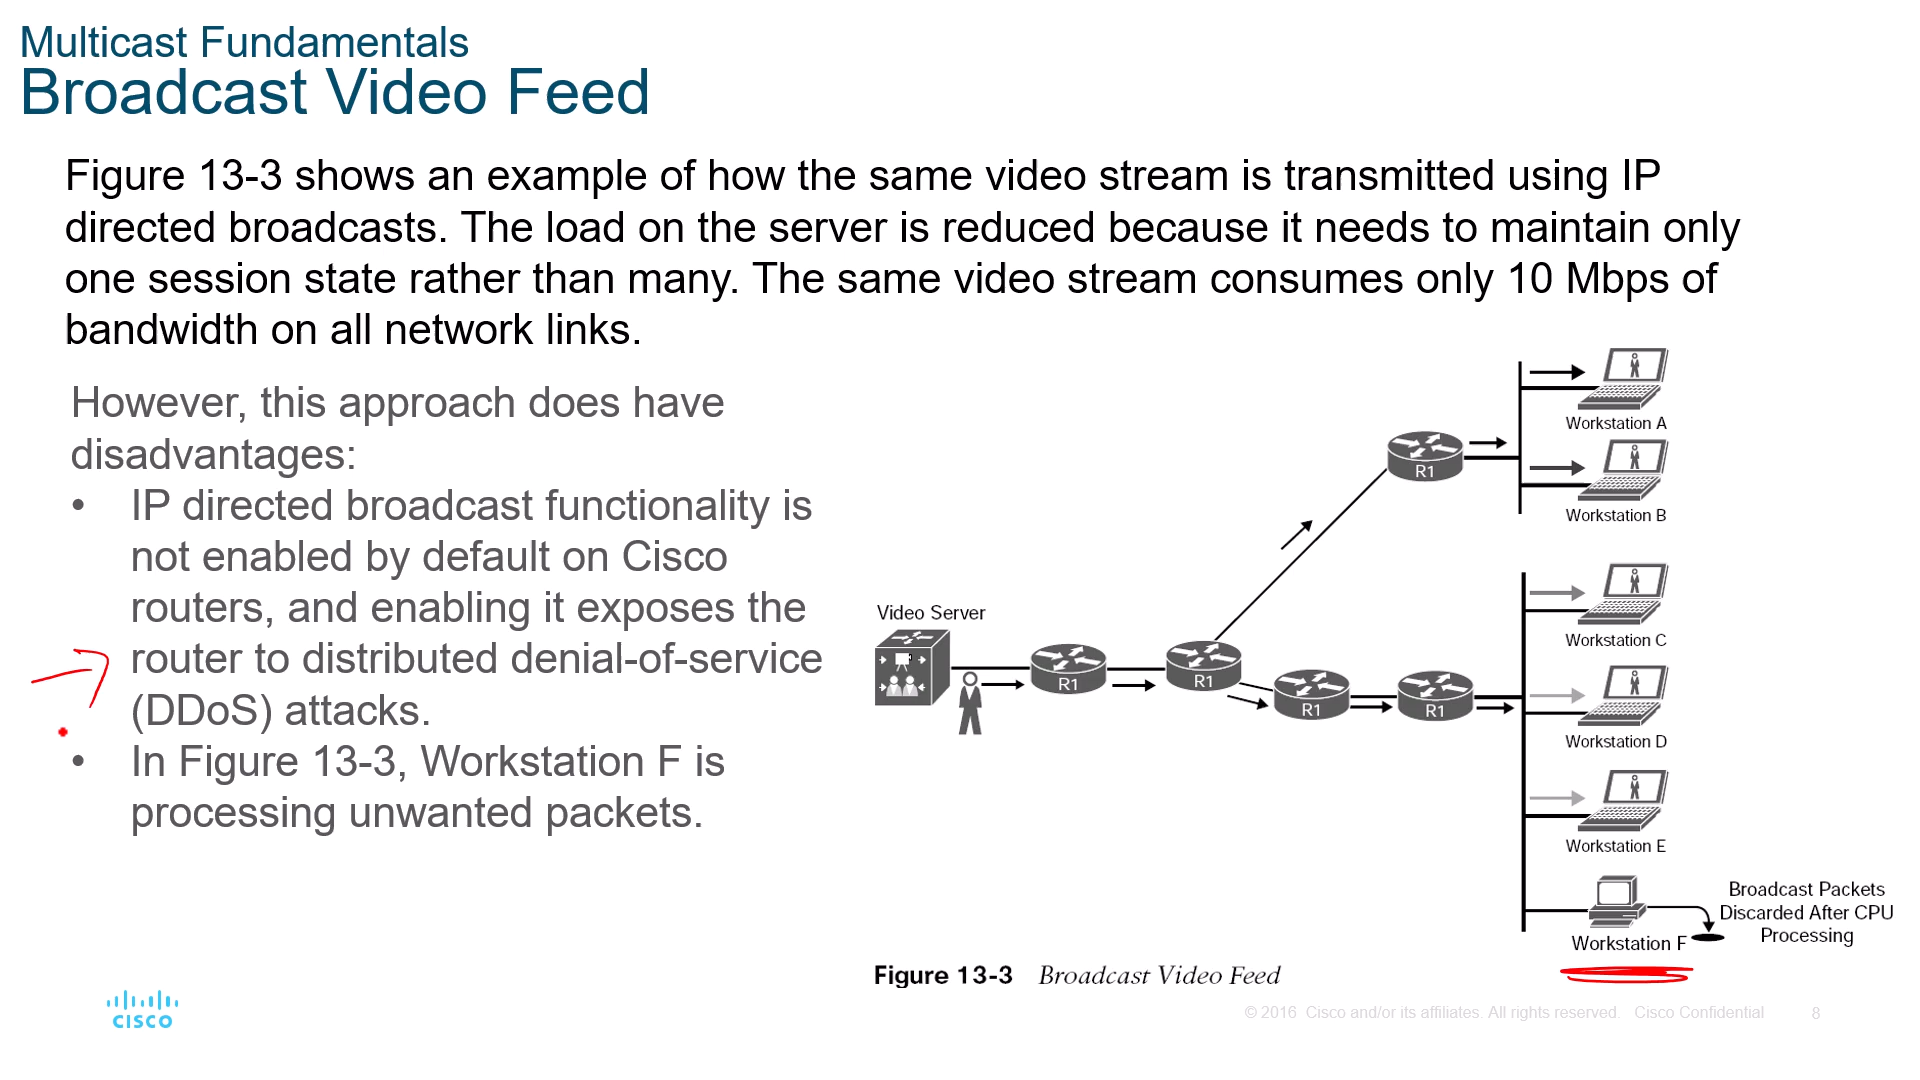 Multicast Fundamentals
Broadcast Video Feed
Figure 13-3 shows an example of how the same video stream is transmitted using IP
directed broadcasts. The load on the server is reduced because it needs to maintain only
one session state rather than many. The same video stream consumes only 10 Mbps of
bandwidth on all network links.
However, this approach does have
disadvantages:
• IP directed broadcast functionality is
not enabled by default on Cisco
routers, and enabling it exposes the
router to distributed denial-of-service
(DDoS) attacks.
• In Figure 13-3, Workstation F is
processing unwanted packets.
Workstation A
R1
Workstation B
Video Server
Workstation C
R1
R1
R1
R1
Workstation D
Workstation E
Broadcast Packets
Discarded After CPU
Processing
Workstation F
Figure 13-3 Broadcast Video Feed
CISCO
© 2016 Cisco and/or its affiliates. All rights reserved. Cisco Confidential
8